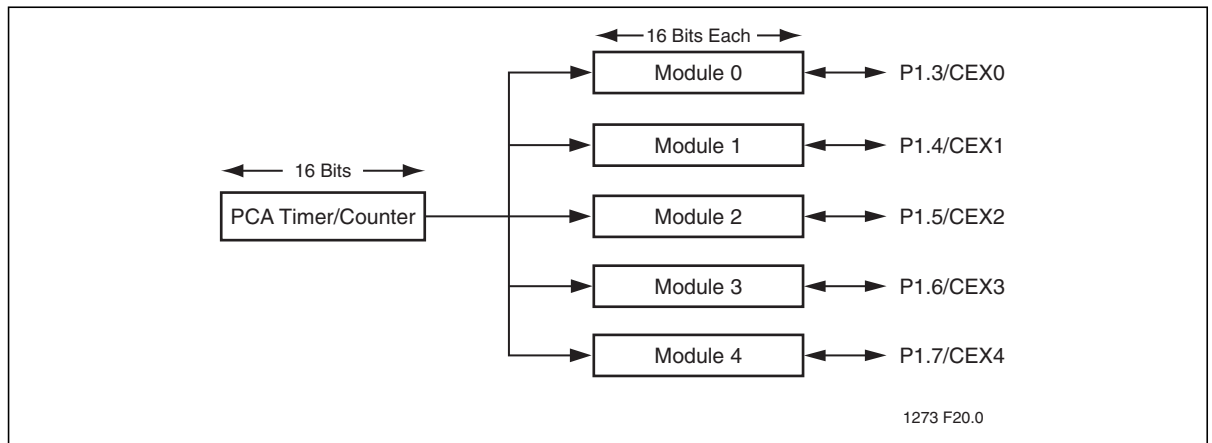 16 Bits Each
Module 0
P1.3/CEX0
Module 1
P1.4/CEX1
16 Bits
PCA Timer/Counter
Module 2
P1.5/CEX2
Module 3
P1.6/CEX3
Module 4
P1.7/CEX4
1273 F20.0